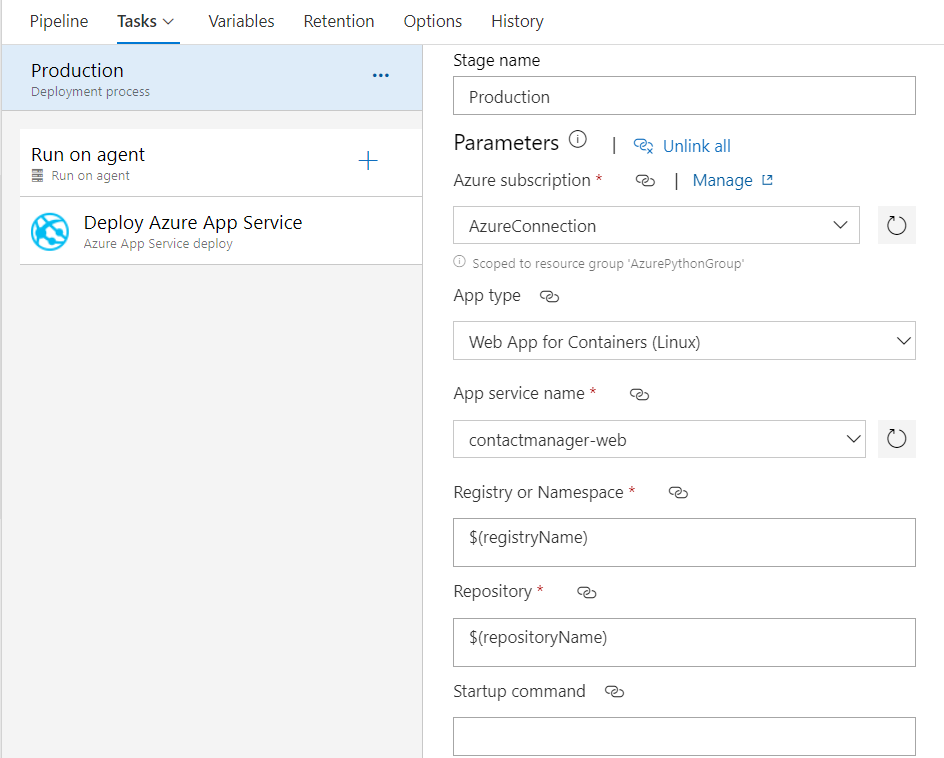 Pipeline Tasks Variables Retention Options History
Production
Deployment process
Run on agent
Run on agent
Deploy Azure App Service
Azure App Service deploy
Stage name
Production
Parameters | Unlink all
Azure subscription * | Manage
AzureConnection
Scoped to resource group 'AzurePythonGroup'
App type
Web App for Containers (Linux)
App service name *
contactmanager-web
Registry or Namespace *
$(registryName)
Repository *
$(repositoryName)
Startup command